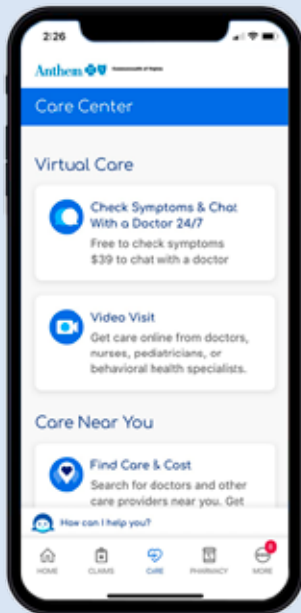 2:26
Anthem Commonwealth of Virginia
Care Center
Virtual Care
Check Symptoms & Chat
With a Doctor 24/7
Free to check symptoms
$39 to chat with a doctor
Video Visit
Get care online from doctors,
nurses, pediatricians, or
behavioral health specialists.
Care Near You
Find Care & Cost
Search for doctors and other
care providers near you. Get
How can I help you?
HOME CLAIMS CARE PHARMACY MORE